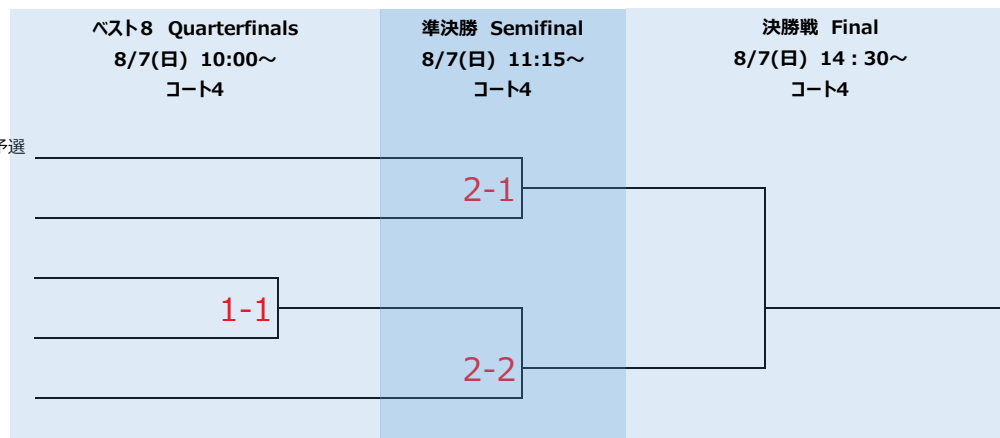 ベスト8 Quarterfinals
8/7(日) 10:00～
コート4
準決勝 Semifinal
8/7(日) 11:15～
コート4
決勝戦 Final
8/7(日) 14：30～
コート4
予選
2-1
1-1
2-2